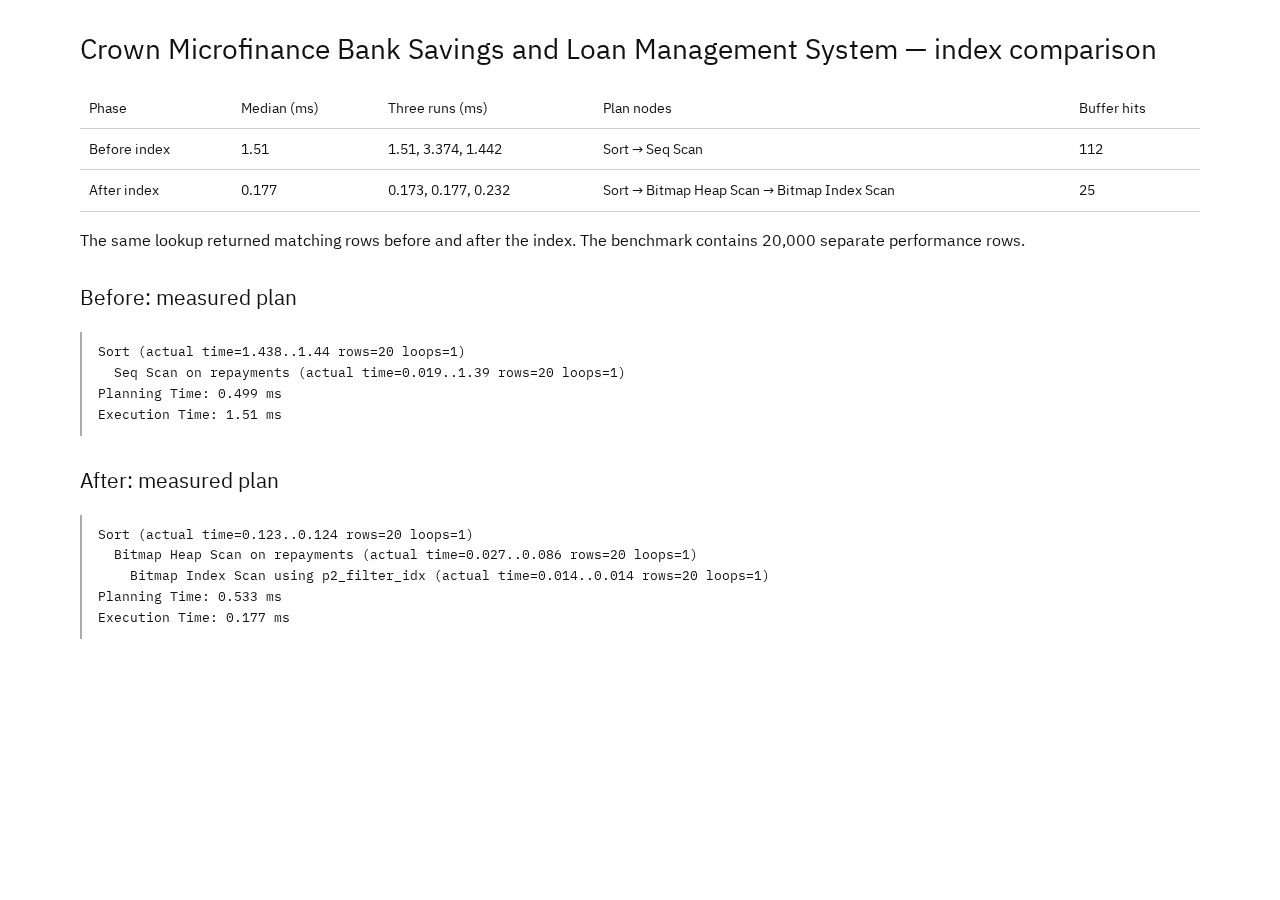 Crown Microfinance Bank Savings and Loan Management System — index comparison
Phase Median (ms) Three runs (ms) Plan nodes Buffer hits
Before index 1.51 1.51, 3.374, 1.442 Sort → Seq Scan 112
After index 0.177 0.173, 0.177, 0.232 Sort → Bitmap Heap Scan → Bitmap Index Scan 25
The same lookup returned matching rows before and after the index. The benchmark contains 20,000 separate performance rows.
Before: measured plan
Sort (actual time=1.438..1.44 rows=20 loops=1)
  Seq Scan on repayments (actual time=0.019..1.39 rows=20 loops=1)
Planning Time: 0.499 ms
Execution Time: 1.51 ms
After: measured plan
Sort (actual time=0.123..0.124 rows=20 loops=1)
  Bitmap Heap Scan on repayments (actual time=0.027..0.086 rows=20 loops=1)
    Bitmap Index Scan using p2_filter_idx (actual time=0.014..0.014 rows=20 loops=1)
Planning Time: 0.533 ms
Execution Time: 0.177 ms